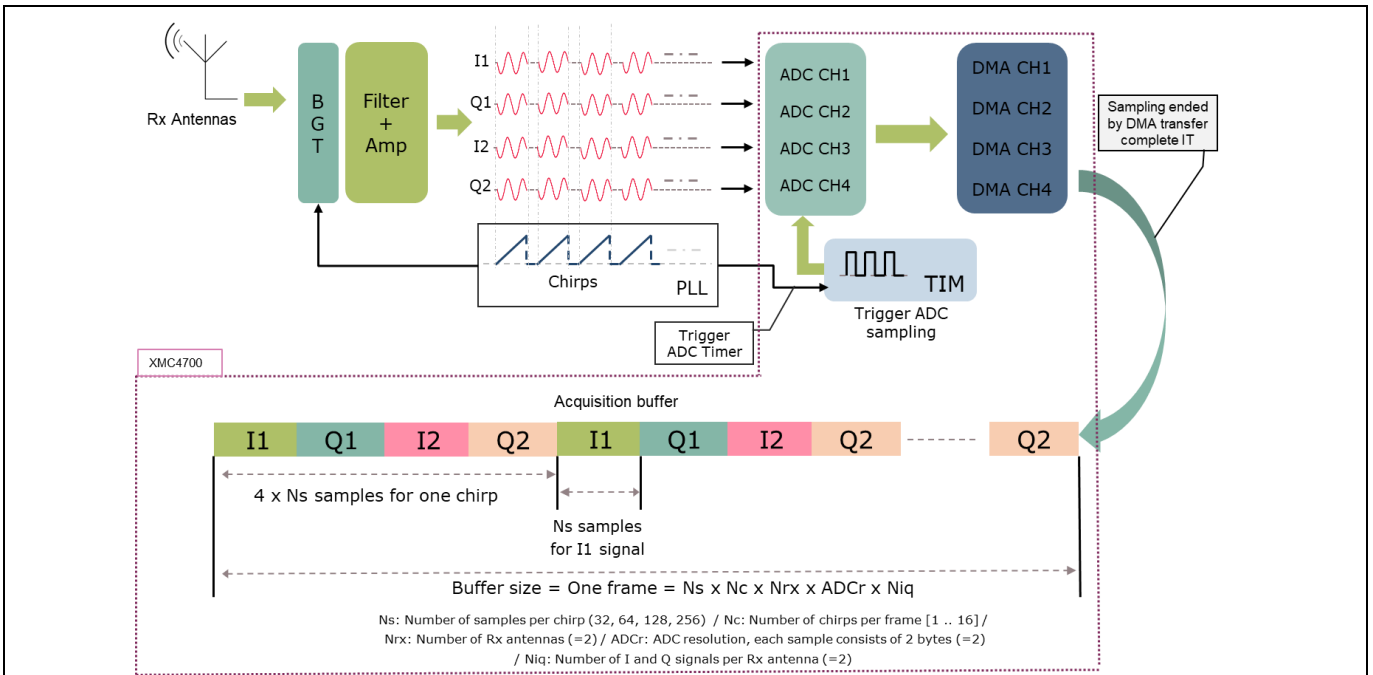 Rx Antennas
B
G
T
Filter
+
Amp
I1
Q1
I2
Q2
ADC CH1
ADC CH2
ADC CH3
ADC CH4
DMA CH1
DMA CH2
DMA CH3
DMA CH4
Sampling ended
by DMA transfer
complete IT
Chirps
PLL
TIM
Trigger ADC
sampling
Trigger
ADC Timer
XMC4700
Acquisition buffer
I1 Q1 I2 Q2 I1 Q1 I2 Q2 Q2
4 x Ns samples for one chirp
Ns samples
for I1 signal
Buffer size = One frame = Ns x Nc x Nrx x ADCr x Niq
Ns: Number of samples per chirp (32, 64, 128, 256) / Nc: Number of chirps per frame [1 .. 16] /
Nrx: Number of Rx antennas (=2) / ADCr: ADC resolution, each sample consists of 2 bytes (=2)
/ Niq: Number of I and Q signals per Rx antenna (=2)